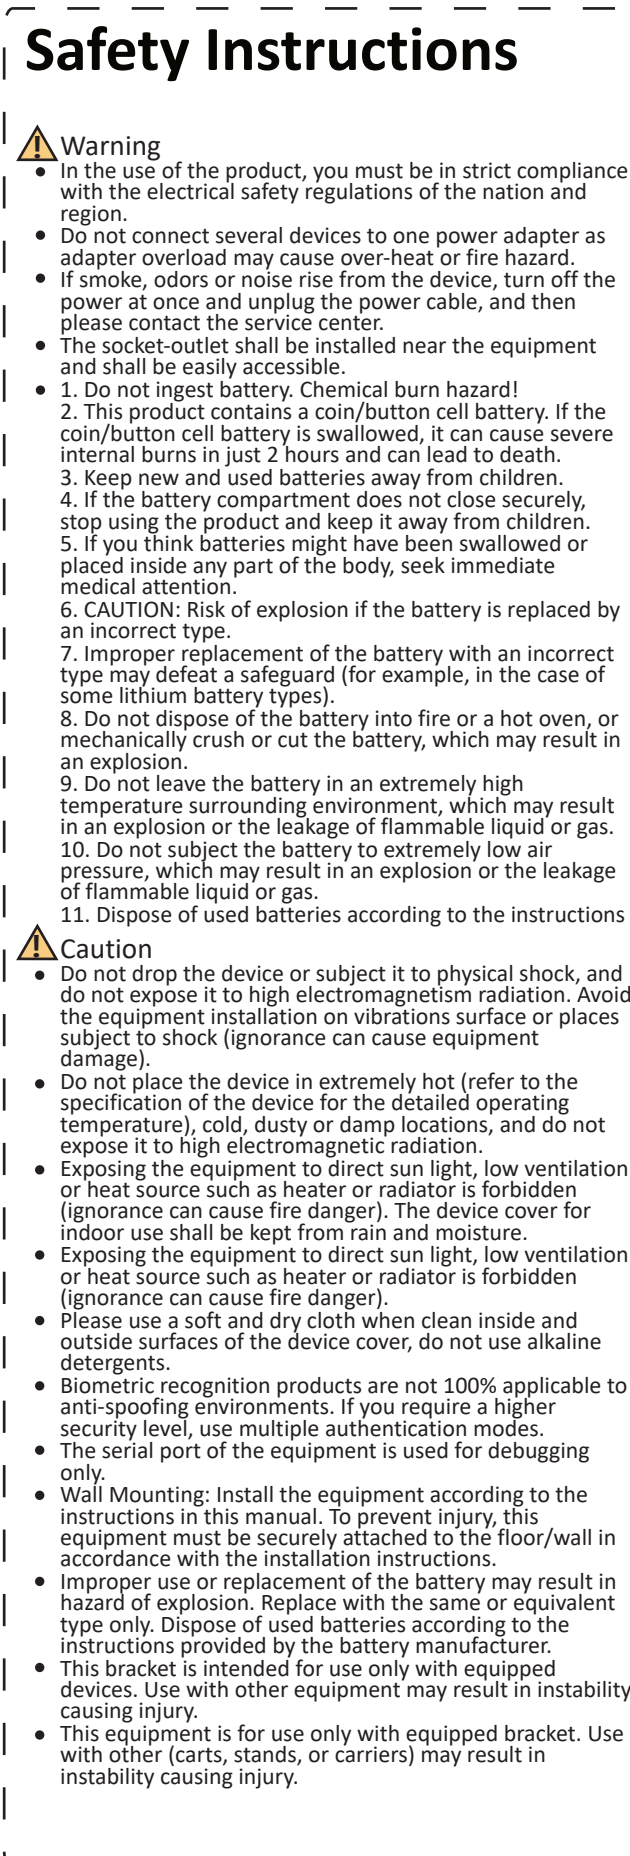 Safety Instructions
Warning
• In the use of the product, you must be in strict compliance
with the electrical safety regulations of the nation and
region.
• Do not connect several devices to one power adapter as
adapter overload may cause over-heat or fire hazard.
• If smoke, odors or noise rise from the device, turn off the
power at once and unplug the power cable, and then
please contact the service center.
• The socket-outlet shall be installed near the equipment
and shall be easily accessible.
• 1. Do not ingest battery. Chemical burn hazard!
2. This product contains a coin/button cell battery. If the
coin/button cell battery is swallowed, it can cause severe
internal burns in just 2 hours and can lead to death.
3. Keep new and used batteries away from children.
4. If the battery compartment does not close securely,
stop using the product and keep it away from children.
5. If you think batteries might have been swallowed or
placed inside any part of the body, seek immediate
medical attention.
6. CAUTION: Risk of explosion if the battery is replaced by
an incorrect type.
7. Improper replacement of the battery with an incorrect
type may defeat a safeguard (for example, in the case of
some lithium battery types).
8. Do not dispose of the battery into fire or a hot oven, or
mechanically crush or cut the battery, which may result in
an explosion.
9. Do not leave the battery in an extremely high
temperature surrounding environment, which may result
in an explosion or the leakage of flammable liquid or gas.
10. Do not subject the battery to extremely low air
pressure, which may result in an explosion or the leakage
of flammable liquid or gas.
11. Dispose of used batteries according to the instructions
Caution
• Do not drop the device or subject it to physical shock, and
do not expose it to high electromagnetism radiation. Avoid
the equipment installation on vibrations surface or places
subject to shock (ignorance can cause equipment
damage).
• Do not place the device in extremely hot (refer to the
specification of the device for the detailed operating
temperature), cold, dusty or damp locations, and do not
expose it to high electromagnetic radiation.
• Exposing the equipment to direct sun light, low ventilation
or heat source such as heater or radiator is forbidden
(ignorance can cause fire danger). The device cover for
indoor use shall be kept from rain and moisture.
• Exposing the equipment to direct sun light, low ventilation
or heat source such as heater or radiator is forbidden
(ignorance can cause fire danger).
• Please use a soft and dry cloth when clean inside and
outside surfaces of the device cover, do not use alkaline
detergents.
• Biometric recognition products are not 100% applicable to
anti-spoofing environments. If you require a higher
security level, use multiple authentication modes.
• The serial port of the equipment is used for debugging
only.
• Wall Mounting: Install the equipment according to the
instructions in this manual. To prevent injury, this
equipment must be securely attached to the floor/wall in
accordance with the installation instructions.
• Improper use or replacement of the battery may result in
hazard of explosion. Replace with the same or equivalent
type only. Dispose of used batteries according to the
instructions provided by the battery manufacturer.
• This bracket is intended for use only with equipped
devices. Use with other equipment may result in instability
causing injury.
• This equipment is for use only with equipped bracket. Use
with other (carts, stands, or carriers) may result in
instability causing injury.